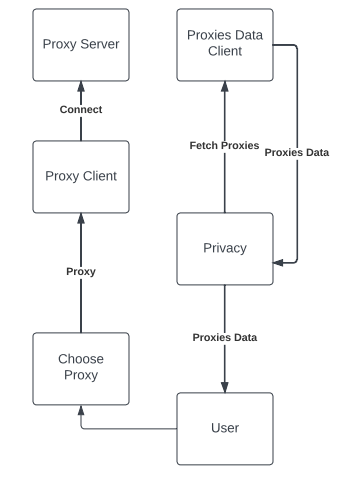 Proxy Server
Proxies Data
Client
Connect
Fetch Proxies
Proxies Data
Proxy Client
Privacy
Proxy
Proxies Data
Choose
Proxy
User